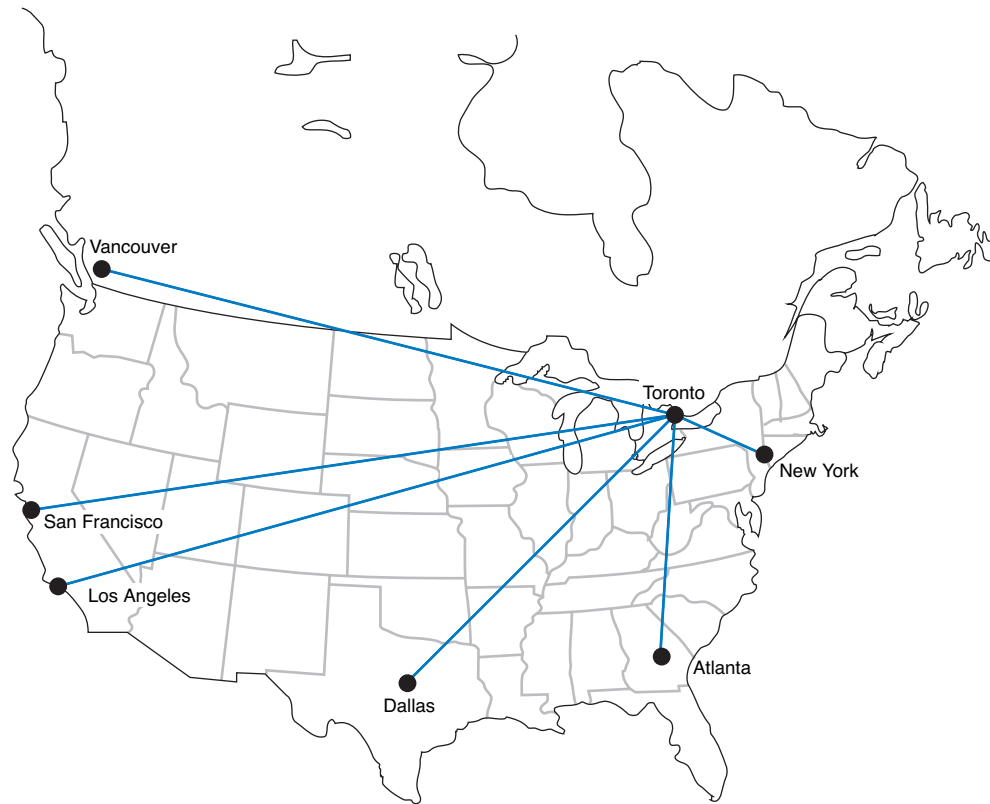 Vancouver
Toronto
New York
San Francisco
Los Angeles
Atlanta
Dallas